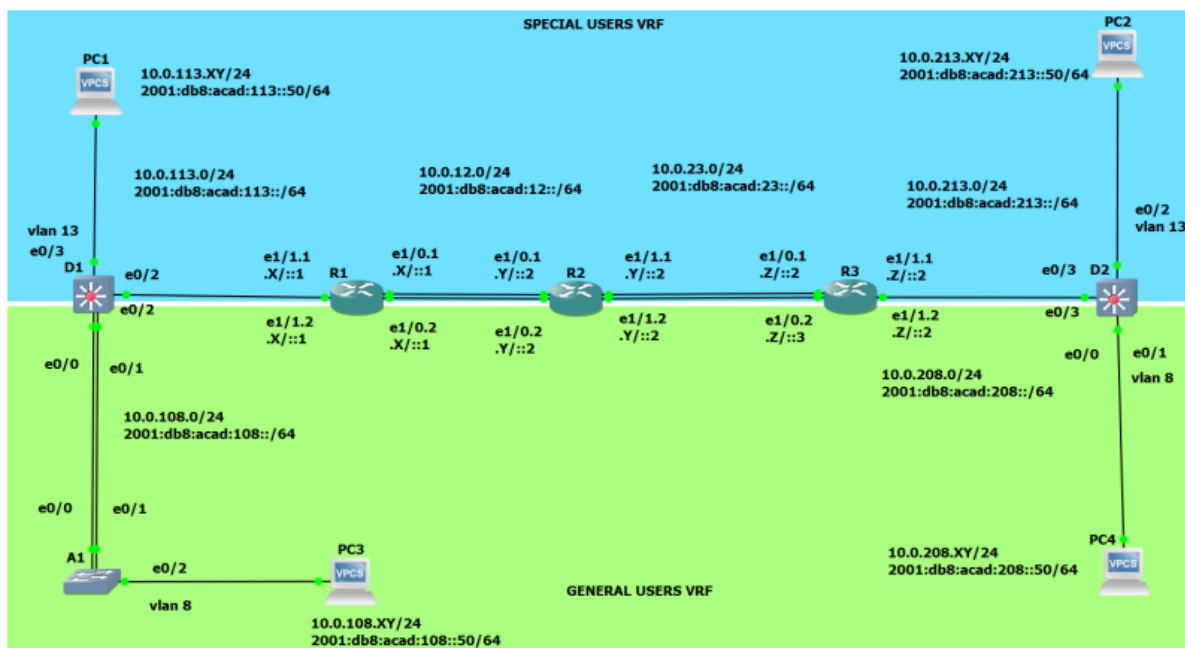 SPECIAL USERS VRF
PC1
VPCS
10.0.113.XY/24
2001:db8:acad:113::50/64
10.0.213.XY/24
2001:db8:acad:213::50/64
PC2
VPCS
10.0.113.0/24
2001:db8:acad:113::/64
10.0.12.0/24
2001:db8:acad:12::/64
10.0.23.0/24
2001:db8:acad:23::/64
10.0.213.0/24
2001:db8:acad:213::/64
e0/2
vlan 13
vlan 13
e0/3
D1
e0/2
e0/2
e1/1.1
.X/::1
R1
e1/0.1
.X/::1
e1/0.1
.Y/::2
R2
e1/1.1
.Y/::2
e1/0.1
.Z/::2
R3
e1/1.1
.Z/::2
e0/3
D2
e1/1.2
.X/::1
e1/0.2
.X/::1
e1/0.2
.Y/::2
e1/1.2
.Y/::2
e1/0.2
.Z/::3
e1/1.2
.Z/::2
e0/3
e0/0
e0/1
e0/0
e0/1
vlan 8
10.0.108.0/24
2001:db8:acad:108::/64
10.0.208.0/24
2001:db8:acad:208::/64
e0/0
e0/1
A1
e0/2
vlan 8
PC3
VPCS
10.0.108.XY/24
2001:db8:acad:108::50/64
GENERAL USERS VRF
10.0.208.XY/24
2001:db8:acad:208::50/64
PC4
VPCS